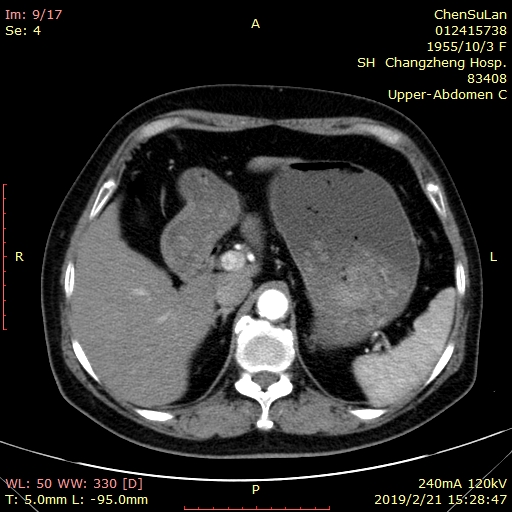 Im: 9/17
Se: 4
A
ChenSuLan
012415738
1955/10/3 F
SH Changzheng Hosp.
83408
Upper-Abdomen C
R
L
WL: 50 WW: 330 [D]
T: 5.0mm L: -95.0mm
P
240mA 120kV
2019/2/21 15:28:47